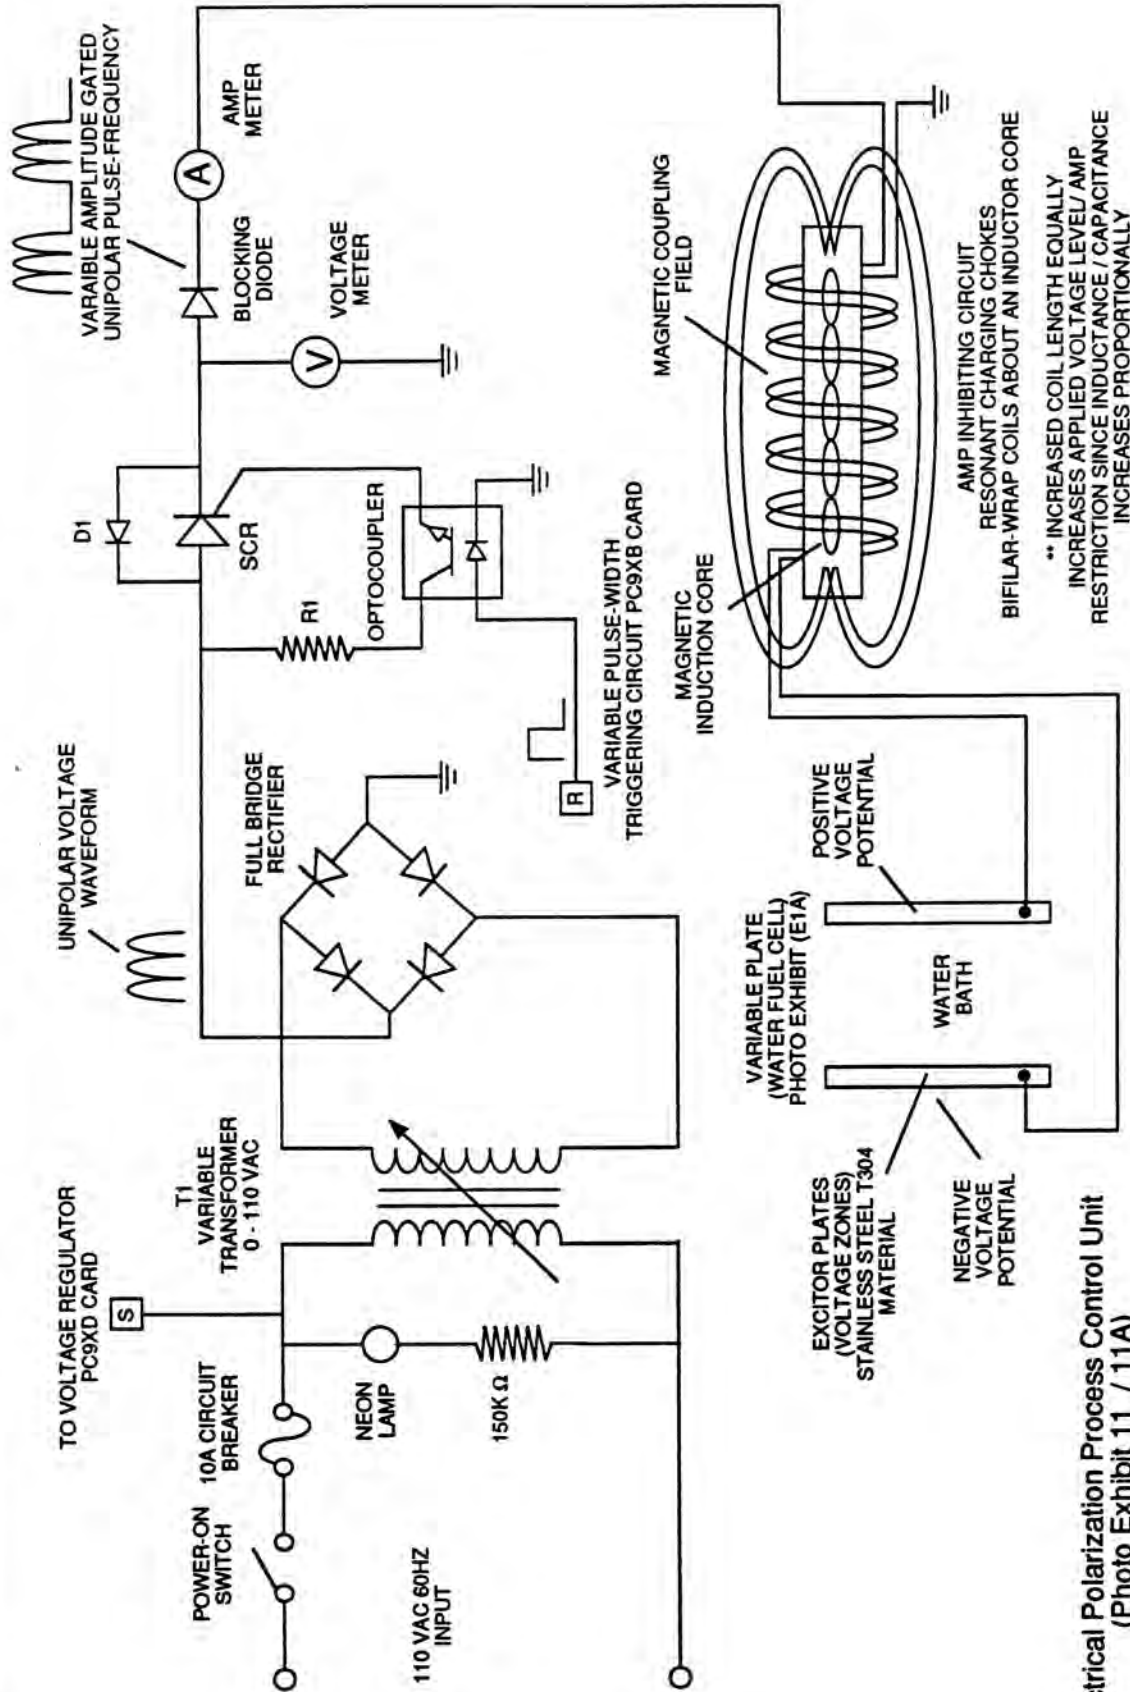 TO VOLTAGE REGULATOR
PC9XD CARD
S
POWER-ON
SWITCH
10A CIRCUIT
BREAKER
NEON
LAMP
150K Ω
110 VAC 60HZ
INPUT
T1
VARIABLE
TRANSFORMER
0 - 110 VAC
UNIPOLAR VOLTAGE
WAVEFORM
FULL BRIDGE
RECTIFIER
D1
SCR
R1
OPTOCOUPLER
R
VARIABLE PULSE-WIDTH
TRIGGERING CIRCUIT PC9XB CARD
VARAIBLE AMPLITUDE GATED
UNIPOLAR PULSE-FREQUENCY
BLOCKING
DIODE
V
VOLTAGE
METER
A
AMP
METER
VARIABLE PLATE
(WATER FUEL CELL)
PHOTO EXHIBIT (E1A)
EXCITOR PLATES
(VOLTAGE ZONES)
STAINLESS STEEL T304
MATERIAL
NEGATIVE
VOLTAGE
POTENTIAL
WATER
BATH
POSITIVE
VOLTAGE
POTENTIAL
MAGNETIC
INDUCTION CORE
MAGNETIC COUPLING
FIELD
AMP INHIBITING CIRCUIT
RESONANT CHARGING CHOKES
BIFILAR-WRAP COILS ABOUT AN INDUCTOR CORE
** INCREASED COIL LENGTH EQUALLY
INCREASES APPLIED VOLTAGE LEVEL/ AMP
RESTRICTION SINCE INDUCTANCE / CAPACITANCE
INCREASES PROPORTIONALLY
ctrical Polarization Process Control Unit
(Photo Exhibit 11 / 11A)